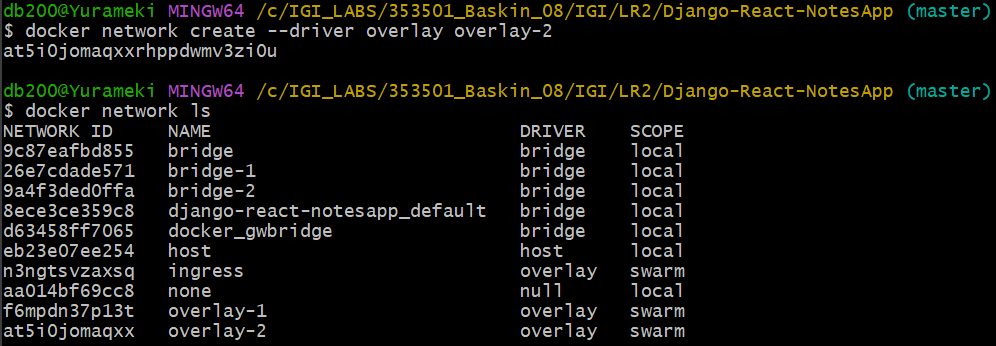 db200@Yurameki MINGW64 /c/IGI_LABS/353501_Baskin_08/IGI/LR2/Django-React-NotesApp (master)
$ docker network create --driver overlay overlay-2
at5i0jomaqxxrhppdwmv3zi0u
db200@Yurameki MINGW64 /c/IGI_LABS/353501_Baskin_08/IGI/LR2/Django-React-NotesApp (master)
$ docker network ls
NETWORK ID     NAME                            DRIVER    SCOPE
9c87eafbd855   bridge                          bridge    local
26e7cdade571   bridge-1                        bridge    local
9a4f3ded0ffa   bridge-2                        bridge    local
8ece3ce359c8   django-react-notesapp_default   bridge    local
d63458ff7065   docker_gwbridge                 bridge    local
eb23e07ee254   host                            host      local
n3ngtsvzaxsq   ingress                         overlay   swarm
aa014bf69cc8   none                            null      local
f6mpdn37p13t   overlay-1                       overlay   swarm
at5i0jomaqxx   overlay-2                       overlay   swarm